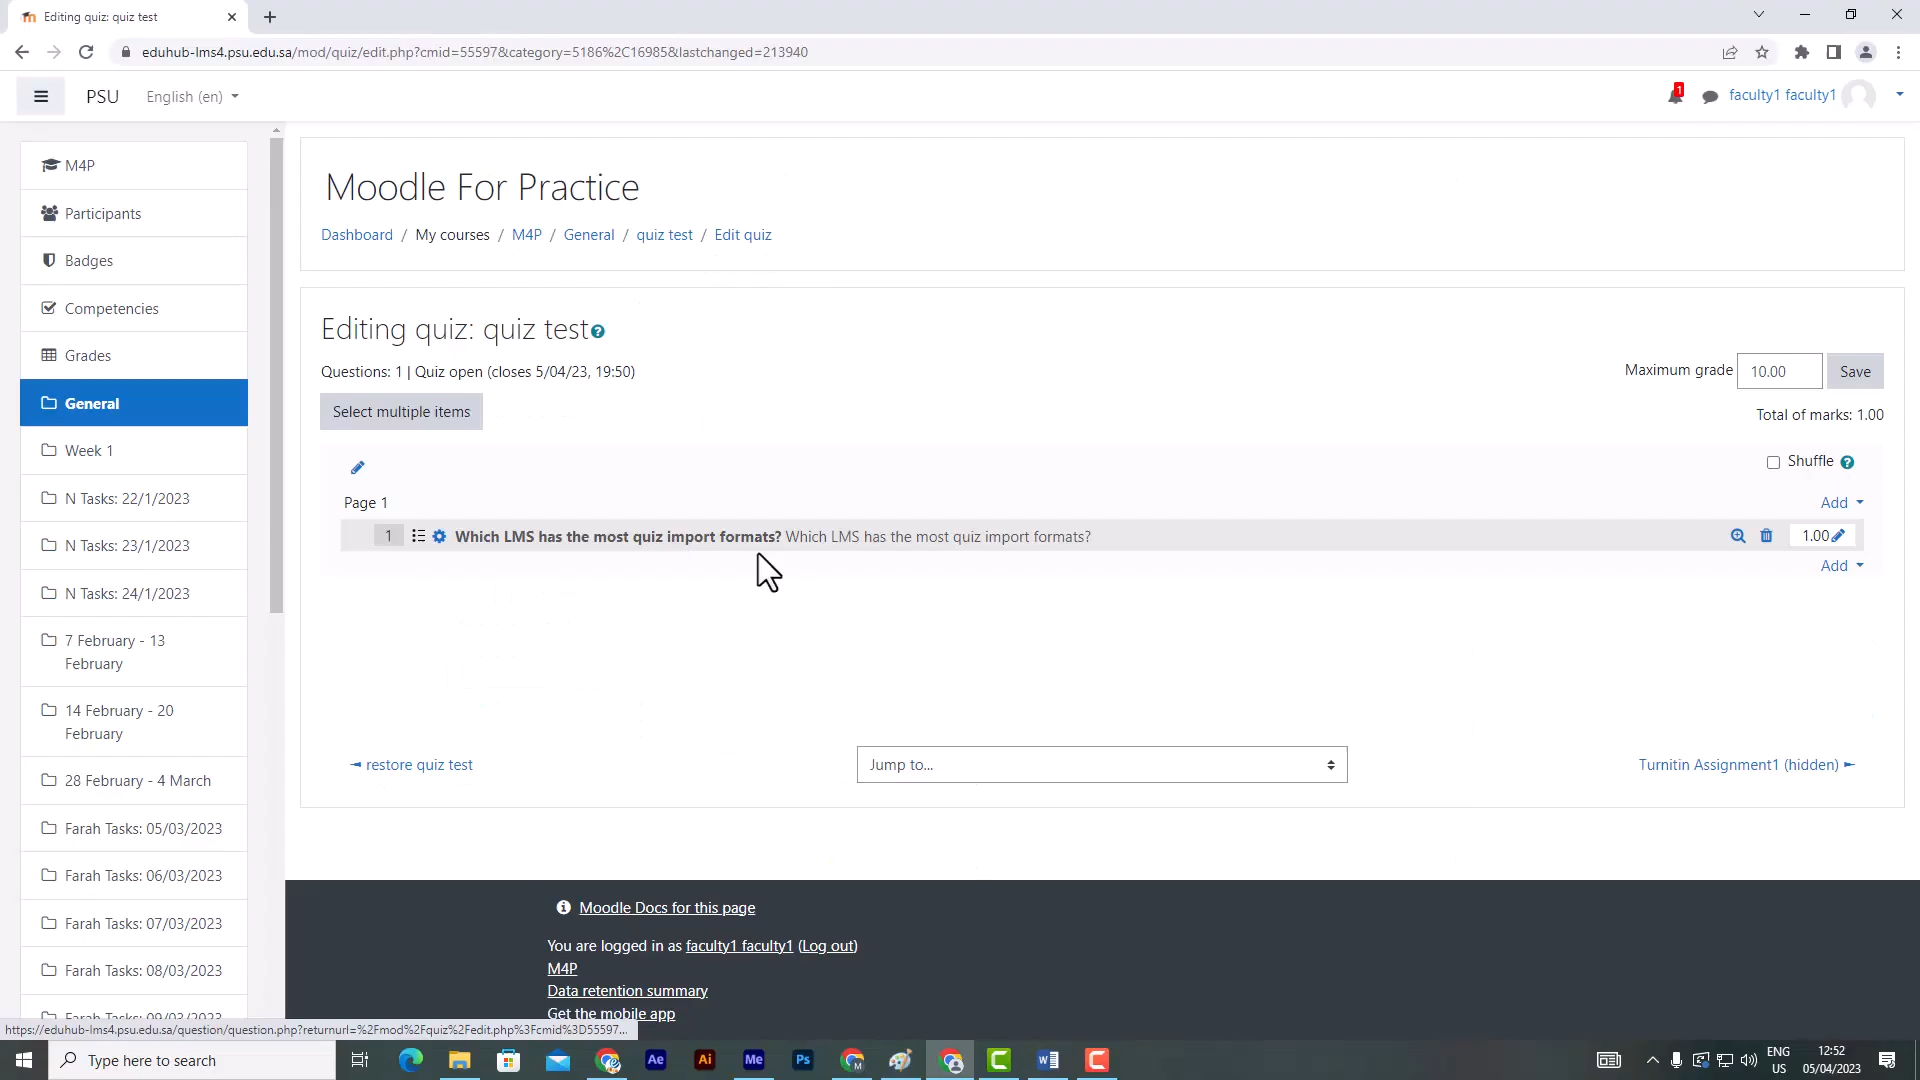 Editing quiz: quiz test
eduhub-lms4.psu.edu.sa/mod/quiz/edit.php?cmid=55597&category=5186%2C16985&lastchanged=213940
PSU
English (en)
1
faculty1 faculty1
M4P
Participants
Badges
Competencies
Grades
General
Week 1
N Tasks: 22/1/2023
N Tasks: 23/1/2023
N Tasks: 24/1/2023
7 February - 13
February
14 February - 20
February
28 February - 4 March
Farah Tasks: 05/03/2023
Farah Tasks: 06/03/2023
Farah Tasks: 07/03/2023
Farah Tasks: 08/03/2023
Farah Tasks: 09/03/2023
Moodle For Practice
Dashboard / My courses / M4P / General / quiz test / Edit quiz
Editing quiz: quiz test
Questions: 1 | Quiz open (closes 5/04/23, 19:50)
Maximum grade 10.00 Save
Select multiple items
Total of marks: 1.00
Shuffle
Page 1
Add
1 Which LMS has the most quiz import formats? Which LMS has the most quiz import formats? 1.00
Add
◄ restore quiz test
Jump to...
Turnitin Assignment1 (hidden) ►
Moodle Docs for this page
You are logged in as faculty1 faculty1 (Log out)
M4P
Data retention summary
Get the mobile app
https://eduhub-lms4.psu.edu.sa/question/question.php?returnurl=%2Fmod%2Fquiz%2Fedit.php%3Fcmid%3D55597...
Type here to search
Ae
Ai
Me
Ps
M
ENG
US
12:52
05/04/2023